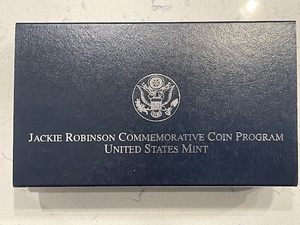 JACKIE ROBINSON COMMEMORATIVE COIN PROGRAM
UNITED STATES MINT